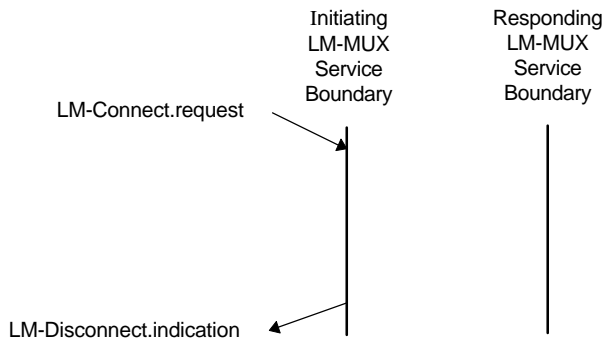 Initiating
LM-MUX
Service
Boundary
Responding
LM-MUX
Service
Boundary
LM-Connect.request
LM-Disconnect.indication